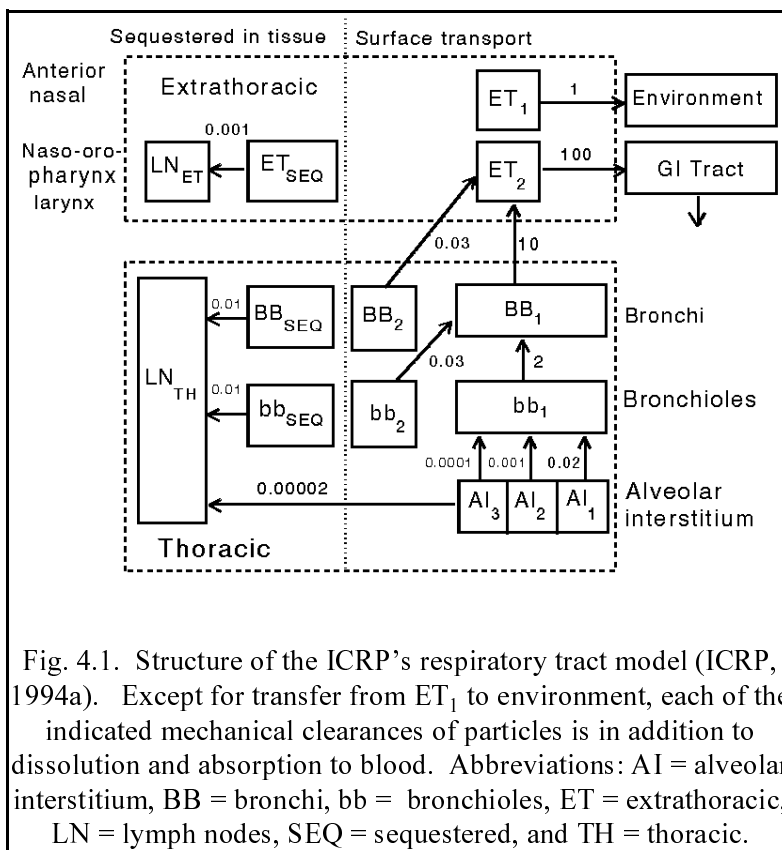 Sequestered in tissue
Surface transport
Anterior
nasal
Extrathoracic
ET1
1
Environment
Naso-oro-
pharynx
larynx
0.001
LNET
ETSEQ
ET2
100
GI Tract
0.03
10
LNTH
0.01
BBSEQ
BB2
BB1
Bronchi
0.03
2
0.01
bbSEQ
bb2
bb1
Bronchioles
0.0001
0.001
0.02
0.00002
AI3
AI2
AI1
Alveolar
interstitium
Thoracic
Fig. 4.1. Structure of the ICRP's respiratory tract model (ICRP,
1994a). Except for transfer from ET1 to environment, each of the
indicated mechanical clearances of particles is in addition to
dissolution and absorption to blood. Abbreviations: AI = alveolar
interstitium, BB = bronchi, bb = bronchioles, ET = extrathoracic,
LN = lymph nodes, SEQ = sequestered, and TH = thoracic.